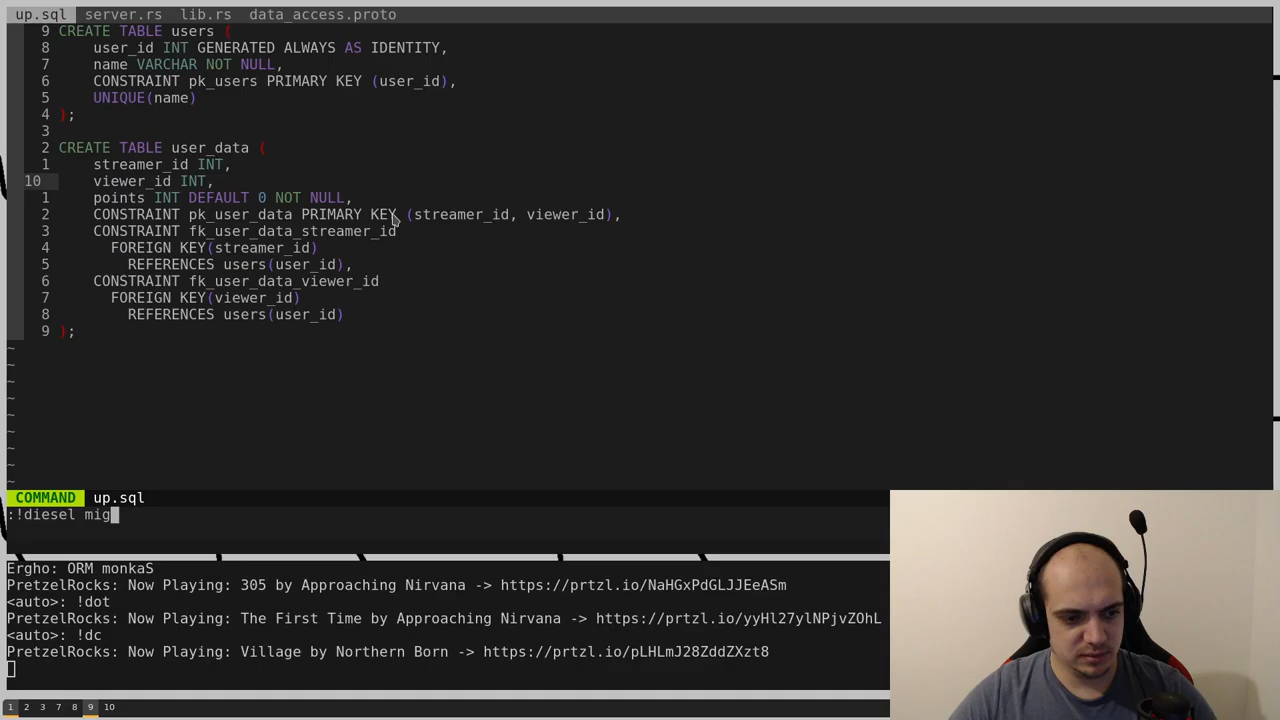 up.sql server.rs lib.rs data_access.proto
9 CREATE TABLE users (
8 user_id INT GENERATED ALWAYS AS IDENTITY,
7 name VARCHAR NOT NULL,
6 CONSTRAINT pk_users PRIMARY KEY (user_id),
5 UNIQUE(name)
4 );
3
2 CREATE TABLE user_data (
1 streamer_id INT,
10 viewer_id INT,
1 points INT DEFAULT 0 NOT NULL,
2 CONSTRAINT pk_user_data PRIMARY KEY (streamer_id, viewer_id),
3 CONSTRAINT fk_user_data_streamer_id
4 FOREIGN KEY(streamer_id)
5 REFERENCES users(user_id),
6 CONSTRAINT fk_user_data_viewer_id
7 FOREIGN KEY(viewer_id)
8 REFERENCES users(user_id)
9 );
~
~
~
~
~
~
~
~
~
COMMAND up.sql
:!diesel mig
Ergho: ORM monkaS
PretzelRocks: Now Playing: 305 by Approaching Nirvana -> https://prtzl.io/NaHGxPdGLJJEeASm
<auto>: !dot
PretzelRocks: Now Playing: The First Time by Approaching Nirvana -> https://prtzl.io/yyHl27ylNPjvZOhL
<auto>: !dc
PretzelRocks: Now Playing: Village by Northern Born -> https://prtzl.io/pLHLmJ28ZddZXzt8
1 2 3 7 8 9 10